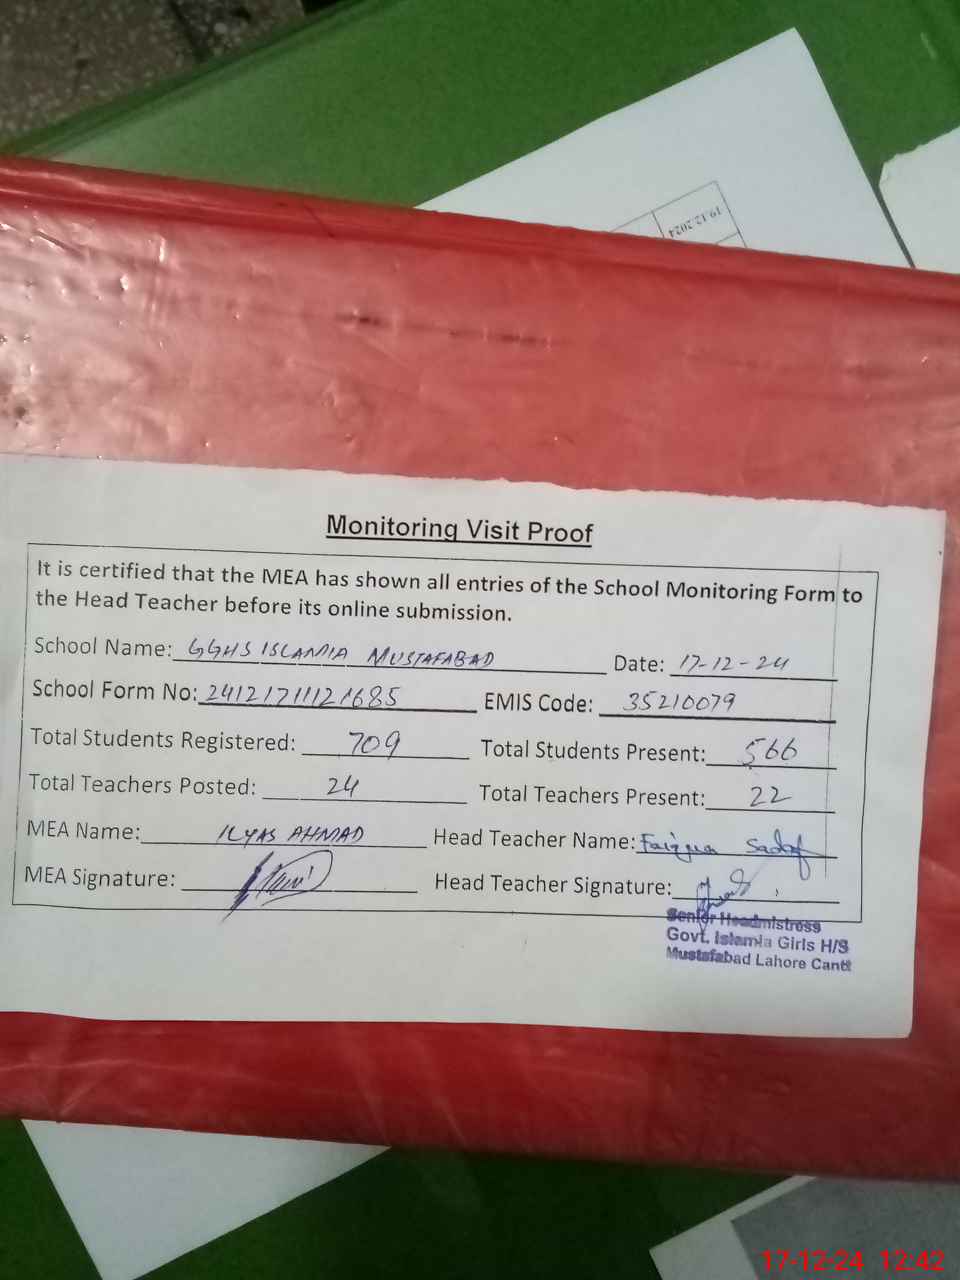 19.12.2024
Monitoring Visit Proof
It is certified that the MEA has shown all entries of the School Monitoring Form to
the Head Teacher before its online submission.
School Name: GGHS ISLAMIA MUSTAFABAD Date: 17-12-24
School Form No: 24121711121685 EMIS Code: 35210079
Total Students Registered: 709 Total Students Present: 566
Total Teachers Posted: 24 Total Teachers Present: 22
MEA Name: ILYAS AHMAD Head Teacher Name: Faiqua Sadaf
MEA Signature: Head Teacher Signature:
Senior Headmistress
Govt. Islamia Girls H/S
Mustafabad Lahore Cantt
17-12-24 12:42